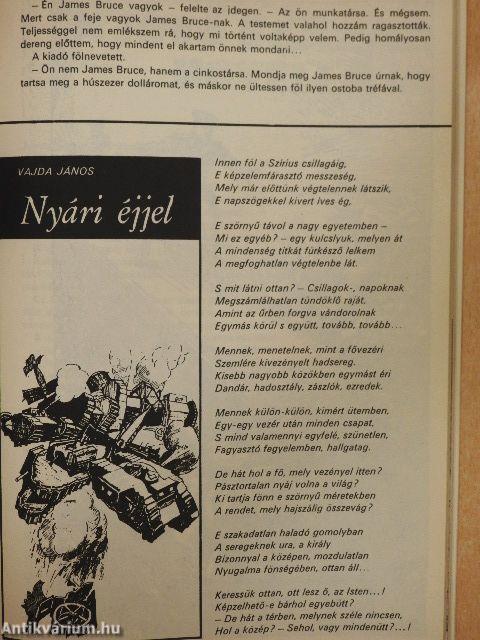 – Én James Bruce vagyok – felelte az idegen. – Az ön munkatársa. És mégsem.
Mert csak a feje vagyok James Bruce-nak. A testemet valahol hozzám ragasztották.
Teljességgel nem emlékszem rá, hogy mi történt voltaképp velem. Pedig homályosan
dereng előttem, hogy mindent el akartam önnek mondani...
A kiadó fölnevetett.
– Ön nem James Bruce, hanem a cinkostársa. Mondja meg James Bruce úrnak, hogy
tartsa meg a húszezer dolláromat, és máskor ne ültessen föl ilyen ostoba tréfával.
VAJDA JÁNOS
Nyári éjjel
Innen föl a Szírius csillagáig,
E képzelemfárasztó messzeség,
Mely már előttünk végtelennek látszik,
E napszögekkel kivert íves ég,
E szörnyű távol a nagy egyetemben –
Mi ez egyéb? – egy kulcslyuk, melyen át
A mindenség titkát fürkésző lelkem
A megfoghatlan végtelenbe lát.
S mit látni ottan? – Csillagok-, napoknak
Megszámlálhatlan tündöklő raját,
Amint az űrben forgva vándorolnak
Egymás körül s együtt, tovább, tovább...
Mennek, menetelnek, mint a fővezéri
Szemlére kivezényelt hadsereg.
Kisebb nagyobb közökben egymást éri
Dandár, hadosztály, zászlók, ezredek.
Mennek külön-külön, kimért ütemben,
Egy-egy vezér után minden csapat,
S mind valamennyi egyfelé, szünetlen,
Fagyasztó fegyelemben, hallgatag.
De hát hol a fő, mely vezényel itten?
Pásztortalan nyáj volna a világ?
Ki tartja fönn e szörnyű méretekben
A rendet, mely hajszálig összevág?
E szakadatlan haladó gomolyban
A seregeknek ura, a király
Bizonnyal a középen, mozdulatlan
Nyugalma fönségében, ottan áll...
Keressük ottan, ott lesz ő, az Isten...!
Képzelhető-e bárhol egyebütt?
– De hát a térben, melynek széle nincsen,
Hol a közép? – Sehol, vagy mindenütt?...!
Antikvárium.hu